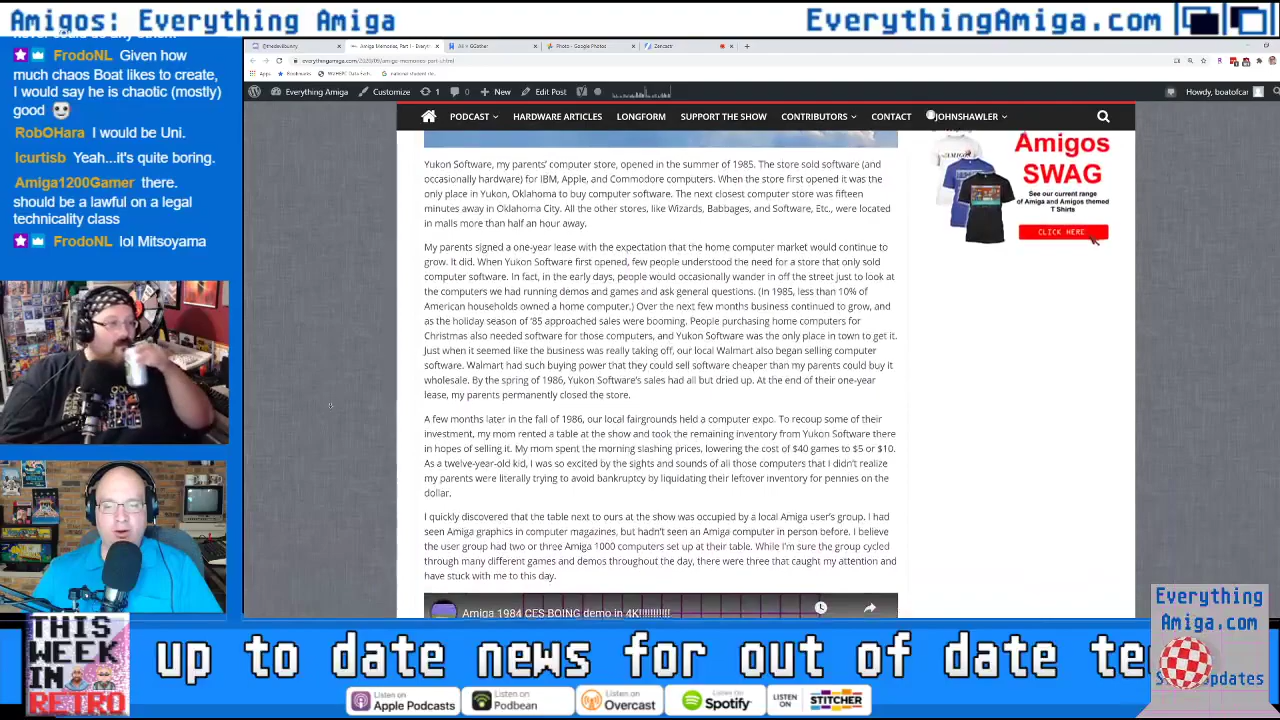 Amigos: Everything Amiga
EverythingAmiga.com
FrodoNL Given how
much chaos Boat likes to create,
I would say he is chaotic (mostly)
good
RobOHara I would be Uni.
Icurtisb Yeah...it's quite boring.
Amiga1200Gamer there.
should be a lawful on a legal
technicality class
FrodoNL lol Mitsoyama
Photo - Google Photos
Zencastr
everythingamiga.com/2020/09/amiga-memories-part-i.html
Apps
Bookmarks
Everything Amiga
Customize
1
0
New
Edit Post
Howdy, boatofcar
PODCAST
HARDWARE ARTICLES
LONGFORM
SUPPORT THE SHOW
CONTRIBUTORS
CONTACT
JOHNSHAWLER
Yukon Software, my parents' computer store, opened in the summer of 1985. The store sold software (and
occasionally hardware) for IBM, Apple, and Commodore computers. When the store first opened it was the
only place in Yukon, Oklahoma to buy computer software. The next closest computer store was fifteen
minutes away in Oklahoma City. All the other stores, like Wizards, Babbages, and Software, Etc., were located
in malls more than half an hour away.
My parents signed a one-year lease with the expectation that the home computer market would continue to
grow. It did. When Yukon Software first opened, few people understood the need for a store that only sold
computer software. In fact, in the early days, people would occasionally wander in off the street just to look at
the computers we had running demos and games and ask general questions. (In 1985, less than 10% of
American households owned a home computer.) Over the next few months business continued to grow, and
as the holiday season of '85 approached sales were booming. People purchasing home computers for
Christmas also needed software for those computers, and Yukon Software was the only place in town to get it.
Just when it seemed like the business was really taking off, our local Walmart also began selling computer
software. Walmart had such buying power that they could sell software cheaper than my parents could buy it
wholesale. By the spring of 1986, Yukon Software's sales had all but dried up. At the end of their one-year
lease, my parents permanently closed the store.
A few months later in the fall of 1986, our local fairgrounds held a computer expo. To recoup some of their
investment, my mom rented a table at the show and took the remaining inventory from Yukon Software there
in hopes of selling it. My mom spent the morning slashing prices, lowering the cost of $40 games to $5 or $10.
As a twelve-year-old kid, I was so excited by the sights and sounds of all those computers that I didn't realize
my parents were literally trying to avoid bankruptcy by liquidating their leftover inventory for pennies on the
dollar.
I quickly discovered that the table next to ours at the show was occupied by a local Amiga user's group. I had
seen Amiga graphics in computer magazines, but hadn't seen an Amiga computer in person before. I believe
the user group had two or three Amiga 1000 computers set up at their table. While I'm sure the group cycled
through many different games and demos throughout the day, there were three that caught my attention and
have stuck with me to this day.
Amiga 1984 CES BOING demo in 4K!!!!!!!!!!
Amigos
SWAG
See our current
range
of Amiga and Amigos themed
T Shirts
CLICK HERE
EverythingAmiga.com
THIS
WEEK
IN
RETRO
up to date news for out of date te
Listen on
Apple Podcasts
Listen on
Podbean
Listen on
Overcast
Listen on
Spotify
LISTEN
ON
STITCHER